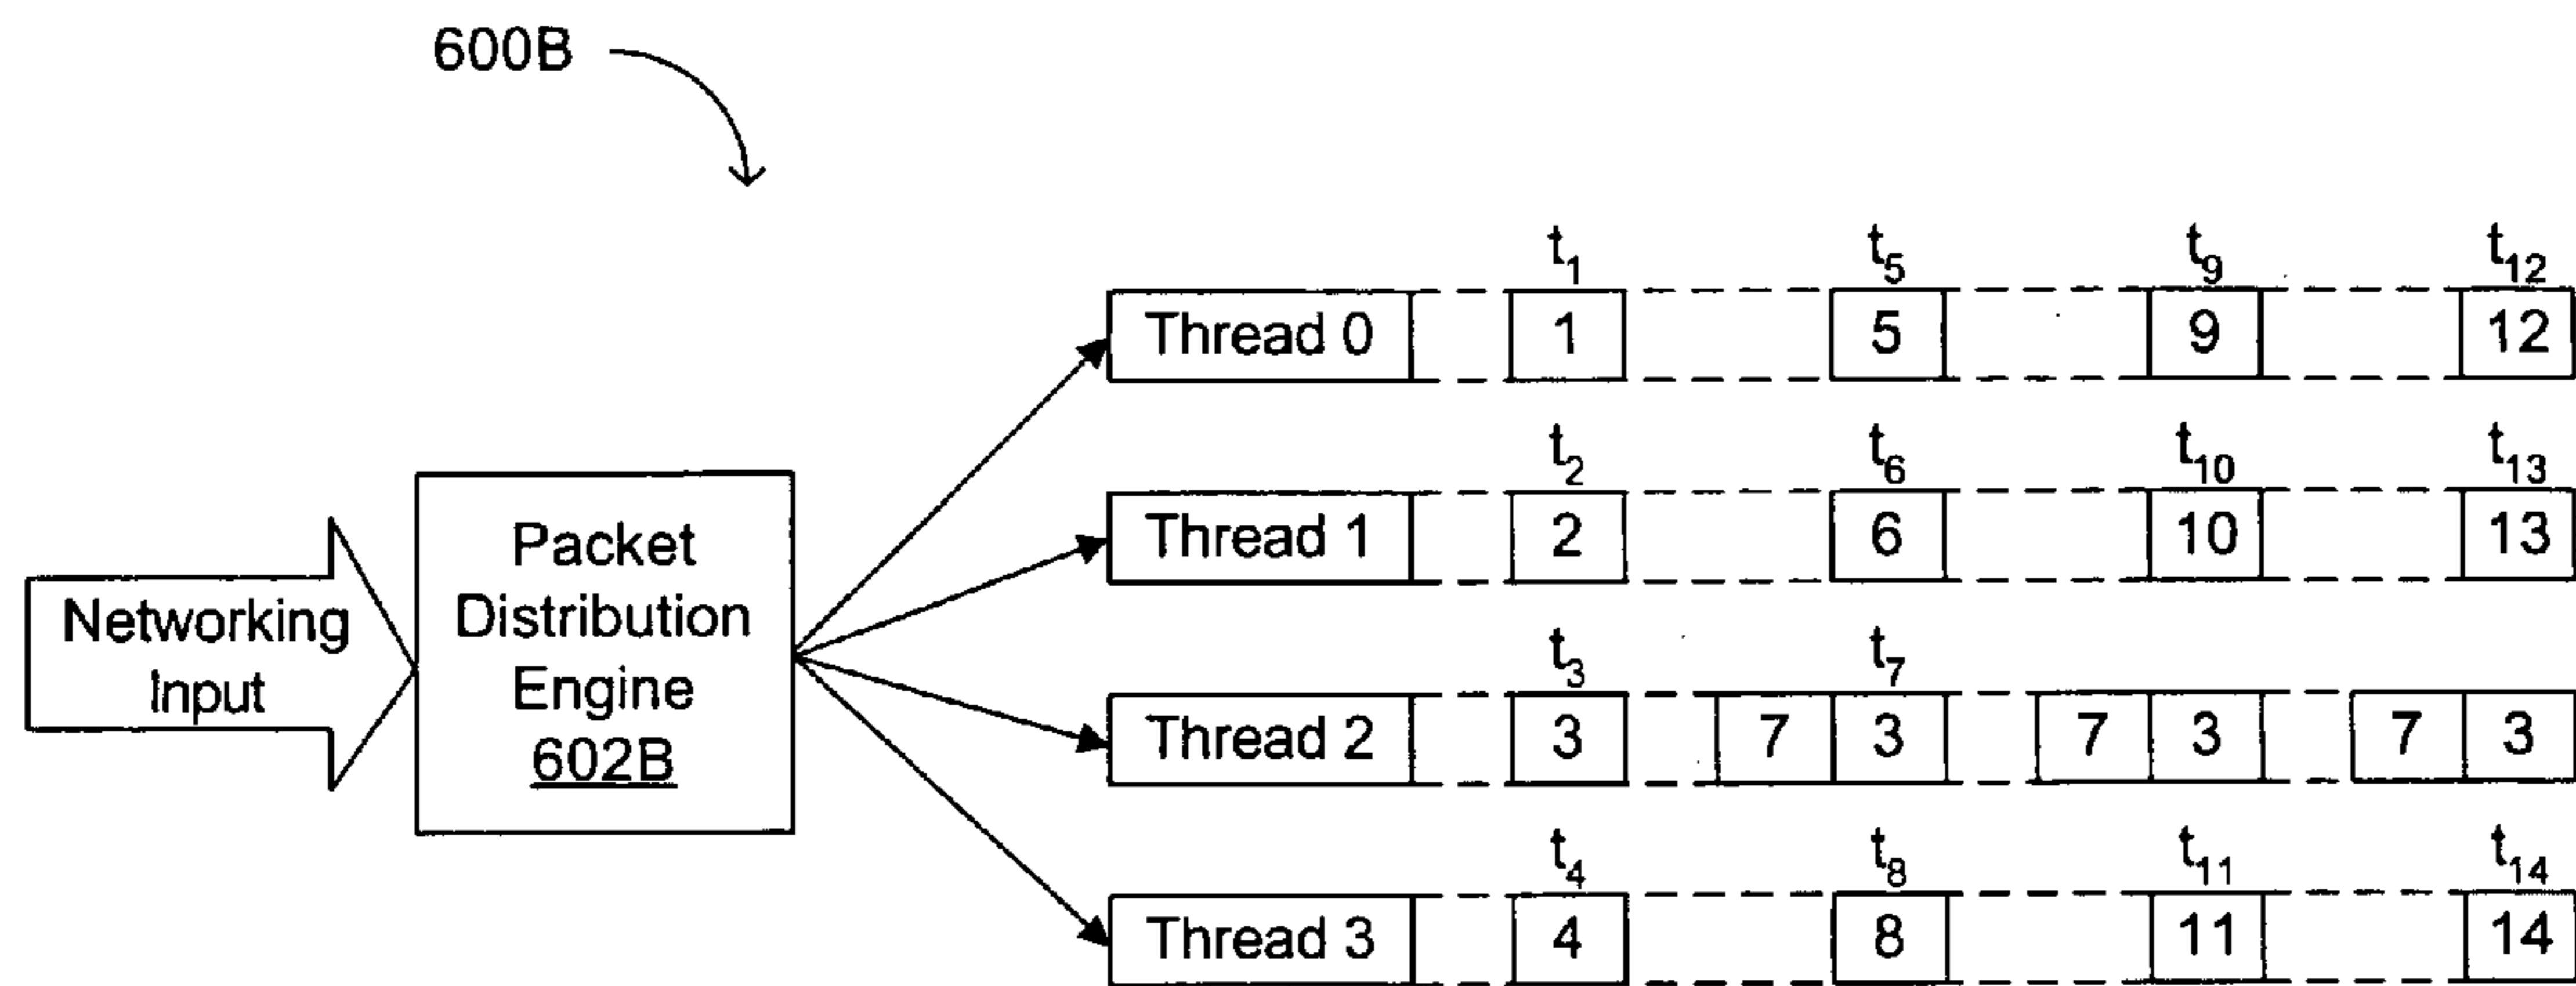 600B
Networking
Input
Packet
Distribution
Engine
602B
t1 t5 t9 t12
Thread 0 1 5 9 12
t2 t6 t10 t13
Thread 1 2 6 10 13
t3 t7
Thread 2 3 7 3 7 3 7 3
t4 t8 t11 t14
Thread 3 4 8 11 14